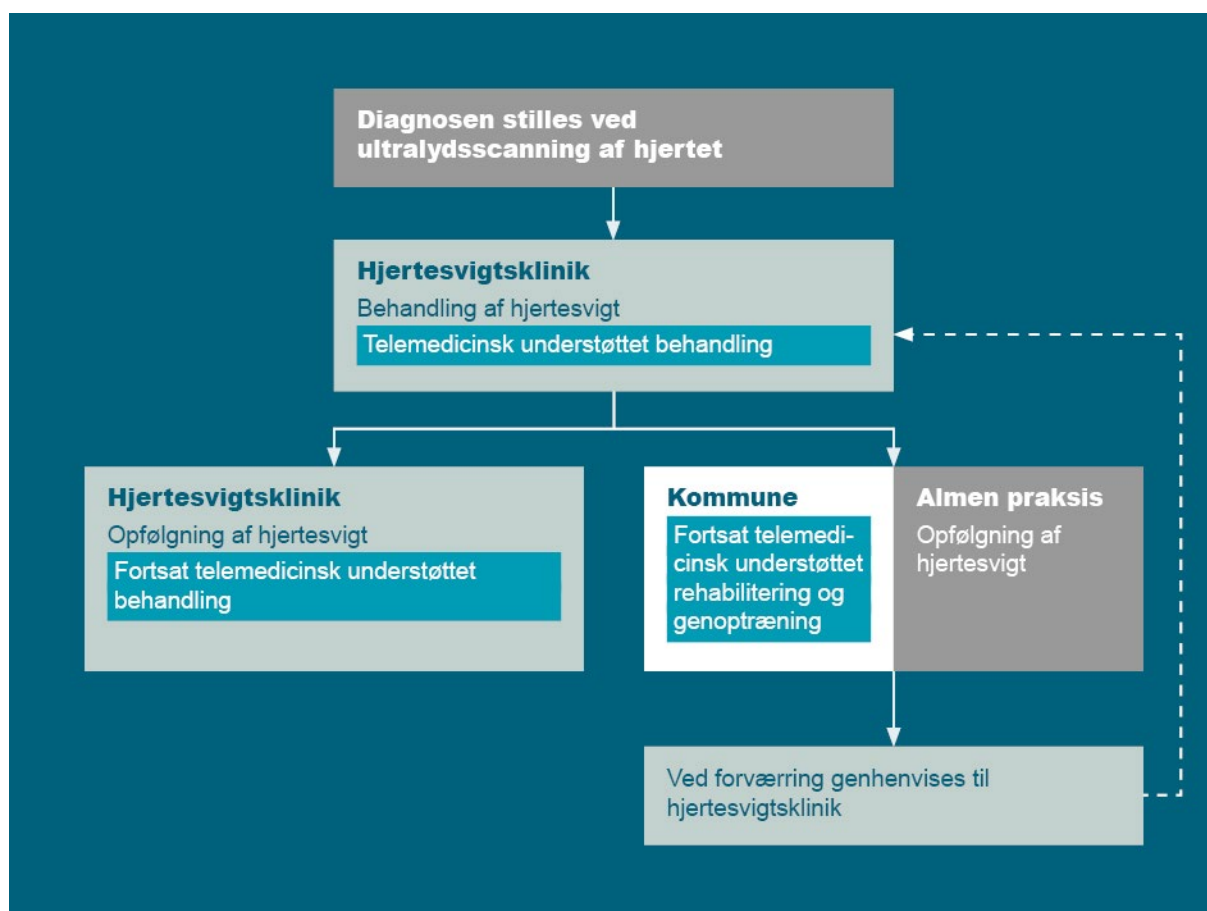 Diagnosen stilles ved
ultralydsscanning af hjertet
Hjertesvigtsklinik
Behandling af hjertesvigt
Telemedicinsk understøttet behandling
Hjertesvigtsklinik
Opfølgning af hjertesvigt
Fortsat telemedicinsk understøttet
behandling
Kommune
Fortsat telemedi-
cinsk understøttet
rehabilitering og
genoptræning
Almen praksis
Opfølgning af
hjertesvigt
Ved forværring genhenvises til
hjertesvigtsklinik